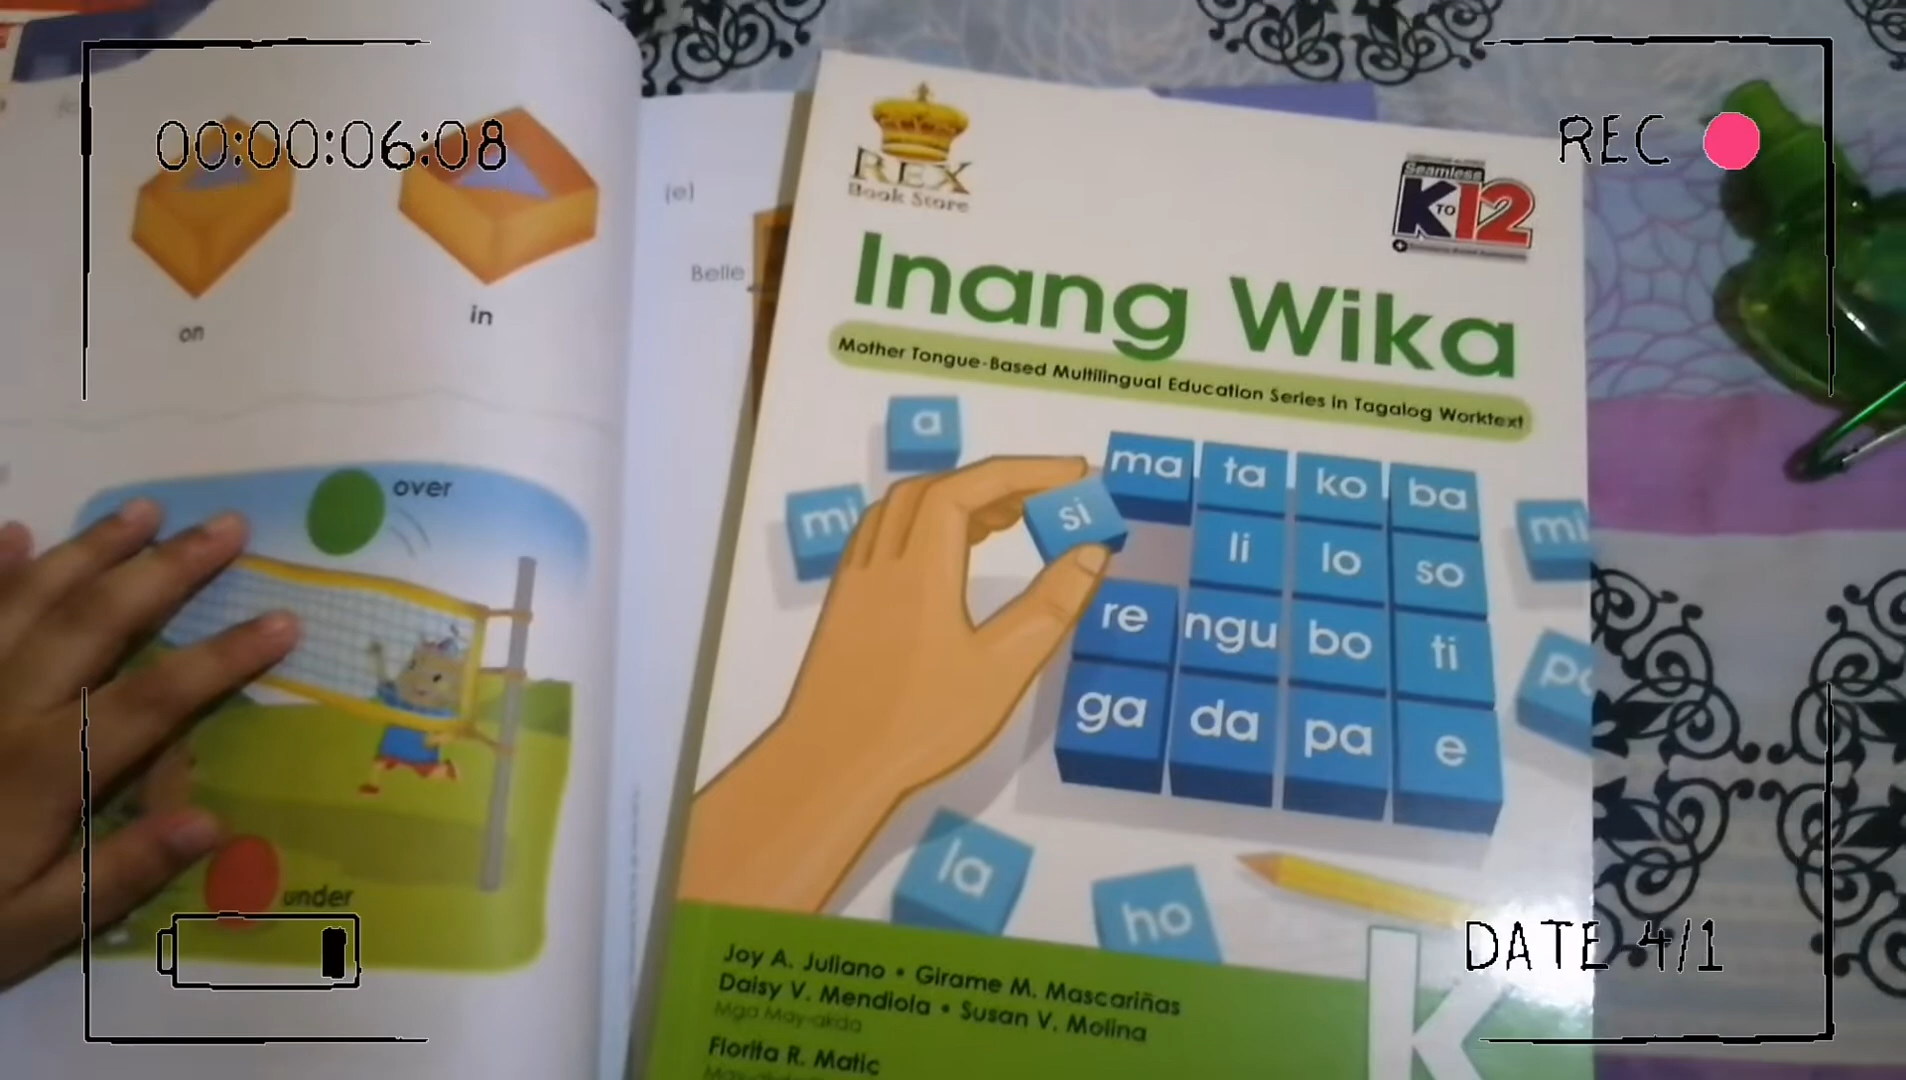 00:00:06:08
REC
on
in
over
under
(e)
Belle
REX
Book Store
Seamless
K TO 12
Inang Wika
Mother Tongue-Based Multilingual Education Series in Tagalog Worktext
a
mi
si
ma ta ko ba
li lo so
re ngu bo ti
ga da pa e
mi
la
ho
Joy A. Juliano • Girame M. Mascariñas
Daisy V. Mendiola • Susan V. Molina
Mga May-akda
Florita R. Matic
K
DATE 4/1